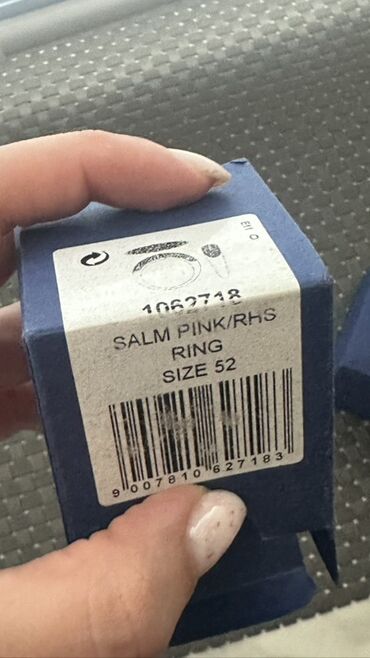 1062718
SALM PINK/RHS
RING
SIZE 52
9 007810 627183